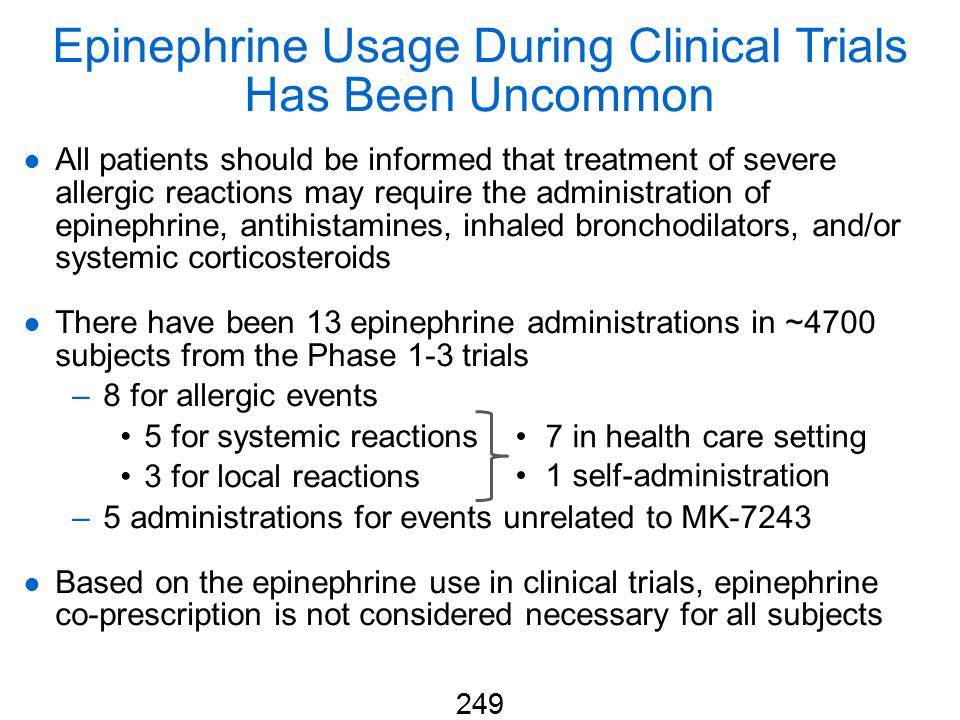 Epinephrine Usage During Clinical Trials
Has Been Uncommon
● All patients should be informed that treatment of severe
allergic reactions may require the administration of
epinephrine, antihistamines, inhaled bronchodilators, and/or
systemic corticosteroids
● There have been 13 epinephrine administrations in ~4700
subjects from the Phase 1-3 trials
– 8 for allergic events
• 5 for systemic reactions
• 3 for local reactions
• 7 in health care setting
• 1 self-administration
– 5 administrations for events unrelated to MK-7243
● Based on the epinephrine use in clinical trials, epinephrine
co-prescription is not considered necessary for all subjects
249